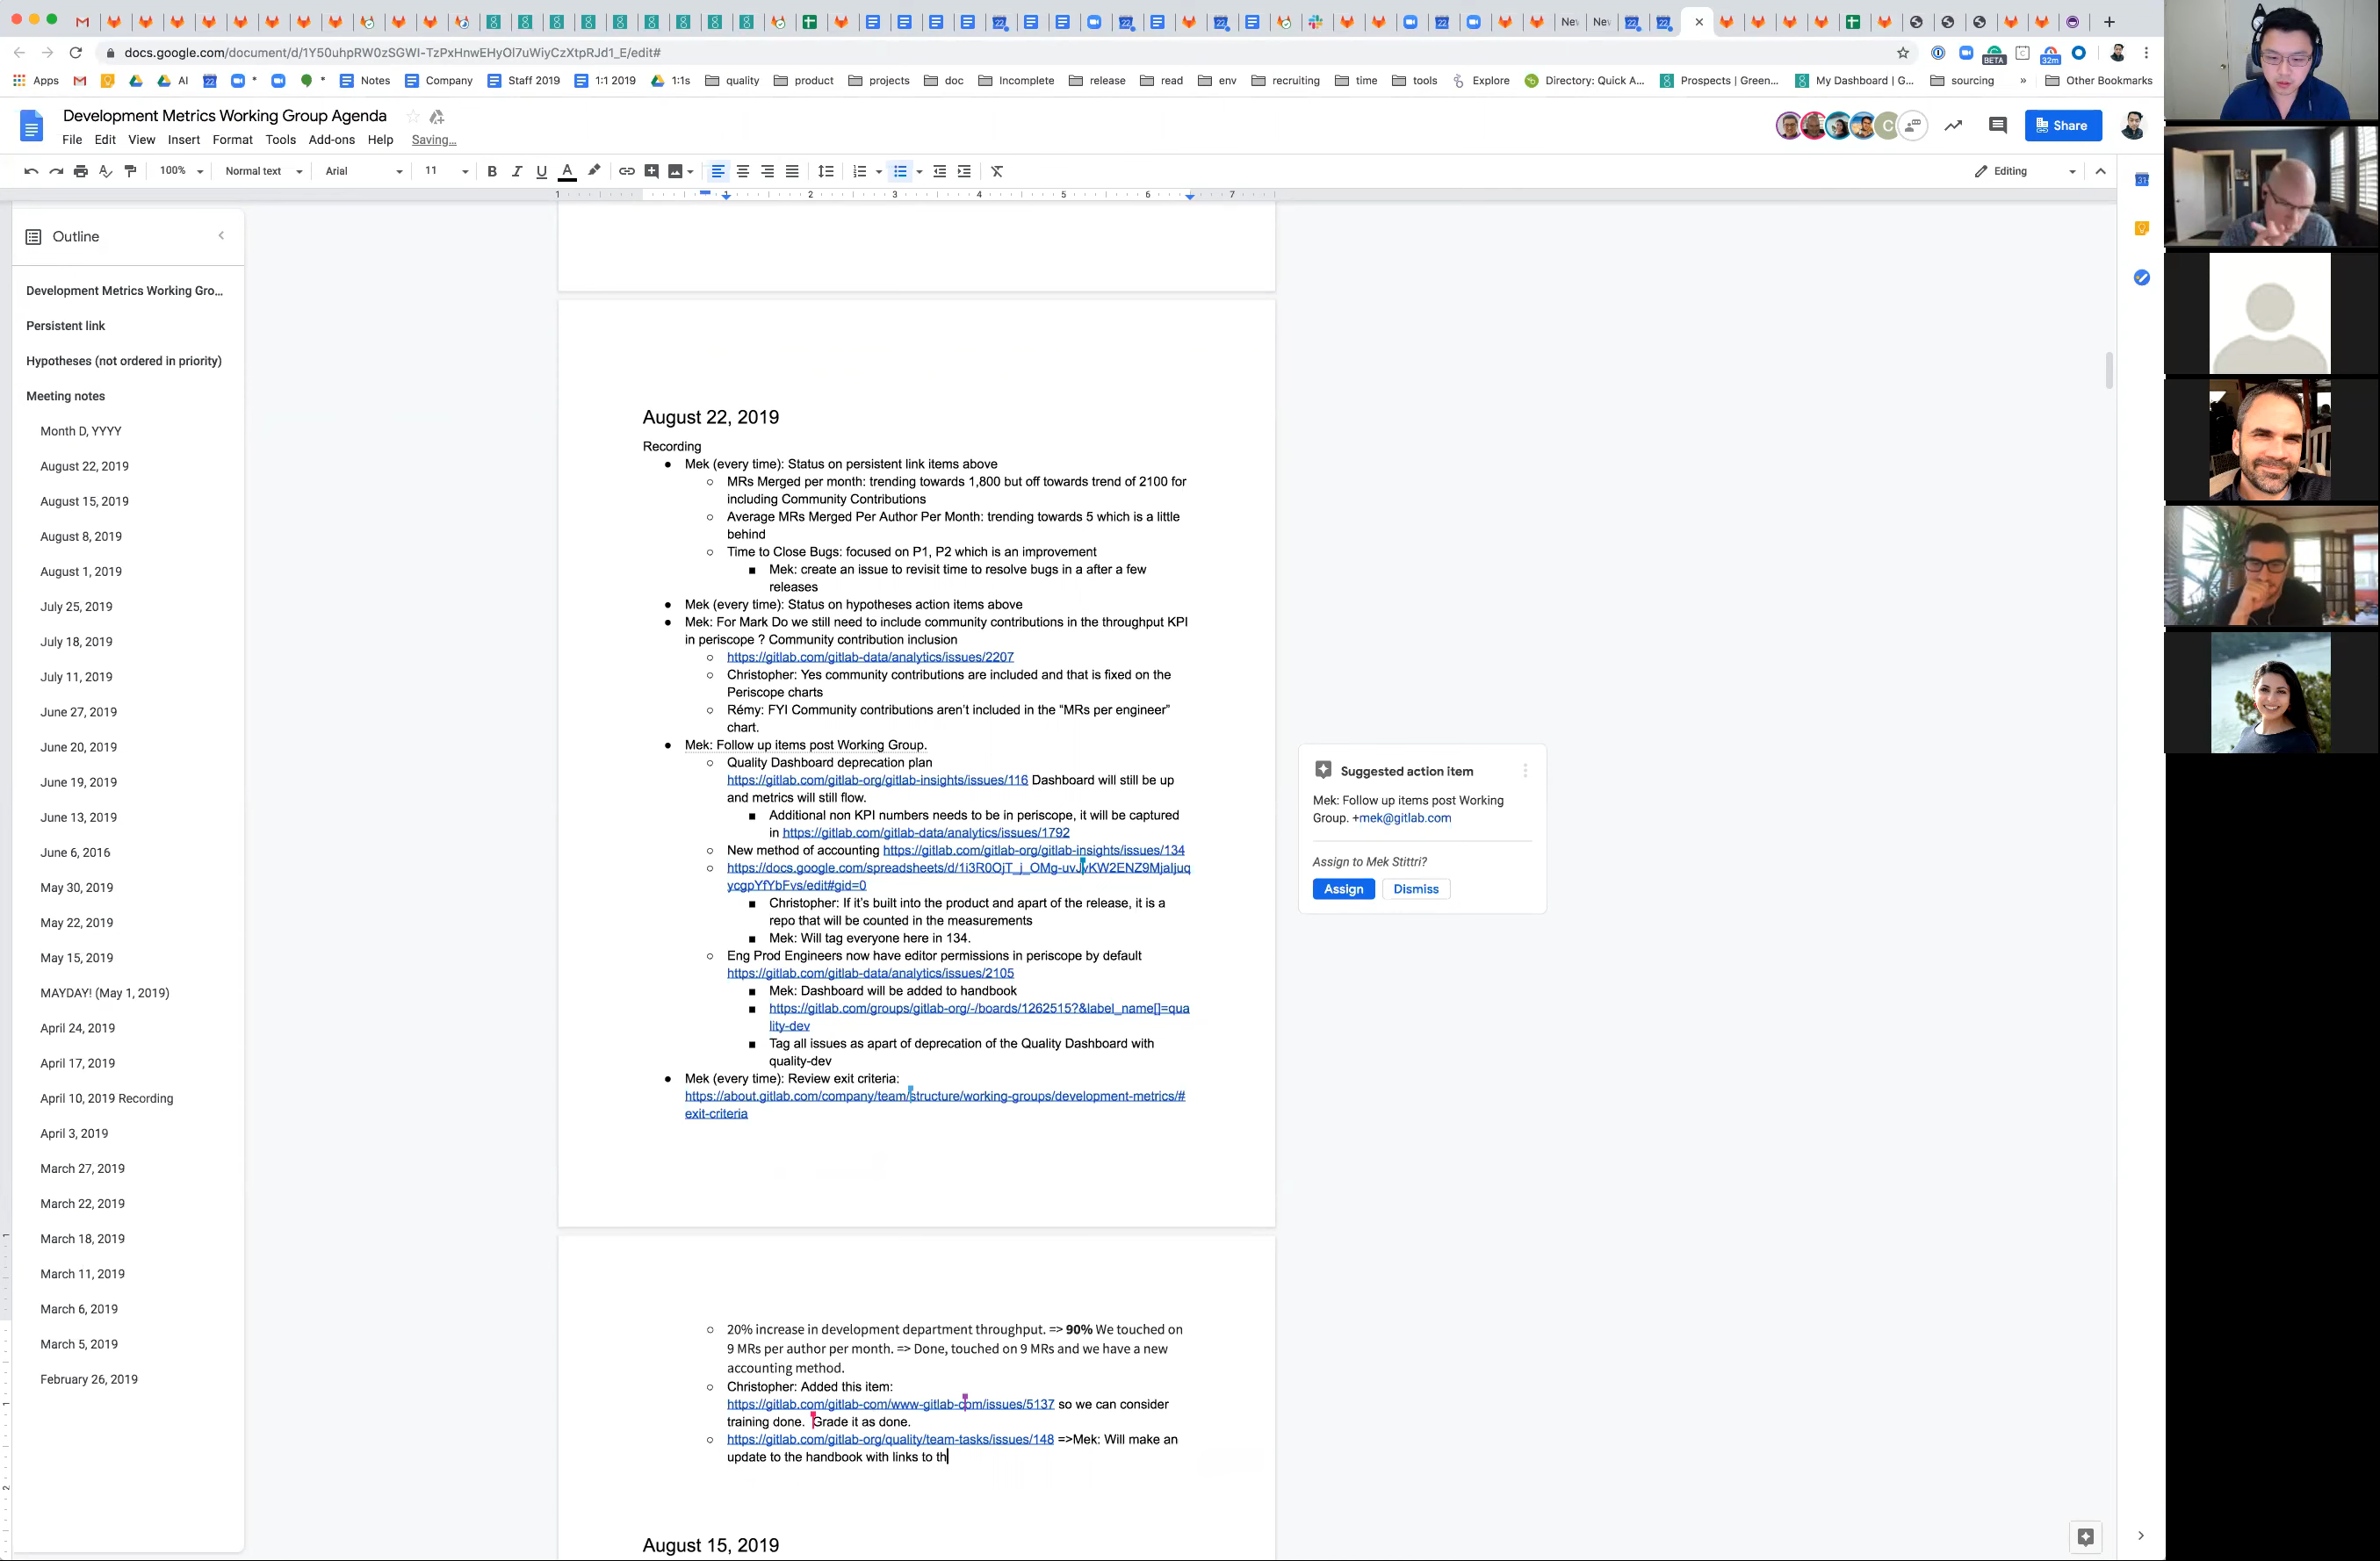 New
New
docs.google.com/document/d/1Y50uhpRW0zSGWI-TzPxHnwEHyOl7uWiyCzXtpRJd1_E/edit#
BETA
32m
Apps
AI
Notes
Company
Staff 2019
1:1 2019
1:1s
quality
product
projects
doc
Incomplete
release
read
env
recruiting
time
tools
Explore
Directory: Quick A...
Prospects | Green...
My Dashboard | G...
sourcing
»
Other Bookmarks
Development Metrics Working Group Agenda
File Edit View Insert Format Tools Add-ons Help Saving...
C
Share
100% Normal text Arial 11 Editing
1 1 2 3 4 5 6 7
Outline
Development Metrics Working Gro...
Persistent link
Hypotheses (not ordered in priority)
Meeting notes
Month D, YYYY
August 22, 2019
August 15, 2019
August 8, 2019
August 1, 2019
July 25, 2019
July 18, 2019
July 11, 2019
June 27, 2019
June 20, 2019
June 19, 2019
June 13, 2019
June 6, 2016
May 30, 2019
May 22, 2019
May 15, 2019
MAYDAY! (May 1, 2019)
April 24, 2019
April 17, 2019
April 10, 2019 Recording
April 3, 2019
March 27, 2019
March 22, 2019
March 18, 2019
March 11, 2019
March 6, 2019
March 5, 2019
February 26, 2019
August 22, 2019
Recording
● Mek (every time): Status on persistent link items above
○ MRs Merged per month: trending towards 1,800 but off towards trend of 2100 for
including Community Contributions
○ Average MRs Merged Per Author Per Month: trending towards 5 which is a little
behind
○ Time to Close Bugs: focused on P1, P2 which is an improvement
■ Mek: create an issue to revisit time to resolve bugs in a after a few
releases
● Mek (every time): Status on hypotheses action items above
● Mek: For Mark Do we still need to include community contributions in the throughput KPI
in periscope ? Community contribution inclusion
○ https://gitlab.com/gitlab-data/analytics/issues/2207
○ Christopher: Yes community contributions are included and that is fixed on the
Periscope charts
○ Rémy: FYI Community contributions aren't included in the “MRs per engineer”
chart.
● Mek: Follow up items post Working Group.
○ Quality Dashboard deprecation plan
https://gitlab.com/gitlab-org/gitlab-insights/issues/116 Dashboard will still be up
and metrics will still flow.
■ Additional non KPI numbers needs to be in periscope, it will be captured
in https://gitlab.com/gitlab-data/analytics/issues/1792
○ New method of accounting https://gitlab.com/gitlab-org/gitlab-insights/issues/134
○ https://docs.google.com/spreadsheets/d/1i3R0OjT_j_OMg-uvJyKW2ENZ9MjaIjuq
ycgpYfYbFvs/edit#gid=0
■ Christopher: If it's built into the product and apart of the release, it is a
repo that will be counted in the measurements
■ Mek: Will tag everyone here in 134.
○ Eng Prod Engineers now have editor permissions in periscope by default
https://gitlab.com/gitlab-data/analytics/issues/2105
■ Mek: Dashboard will be added to handbook
■ https://gitlab.com/groups/gitlab-org/-/boards/1262515?&label_name[]=qua
lity-dev
■ Tag all issues as apart of deprecation of the Quality Dashboard with
quality-dev
● Mek (every time): Review exit criteria:
https://about.gitlab.com/company/team/structure/working-groups/development-metrics/#
exit-criteria
○ 20% increase in development department throughput. => 90% We touched on
9 MRs per author per month. => Done, touched on 9 MRs and we have a new
accounting method.
○ Christopher: Added this item:
https://gitlab.com/gitlab-com/www-gitlab-com/issues/5137 so we can consider
training done. Grade it as done.
○ https://gitlab.com/gitlab-org/quality/team-tasks/issues/148 =>Mek: Will make an
update to the handbook with links to th
August 15, 2019
Suggested action item
Mek: Follow up items post Working
Group. +mek@gitlab.com
Assign to Mek Stittri?
Assign Dismiss